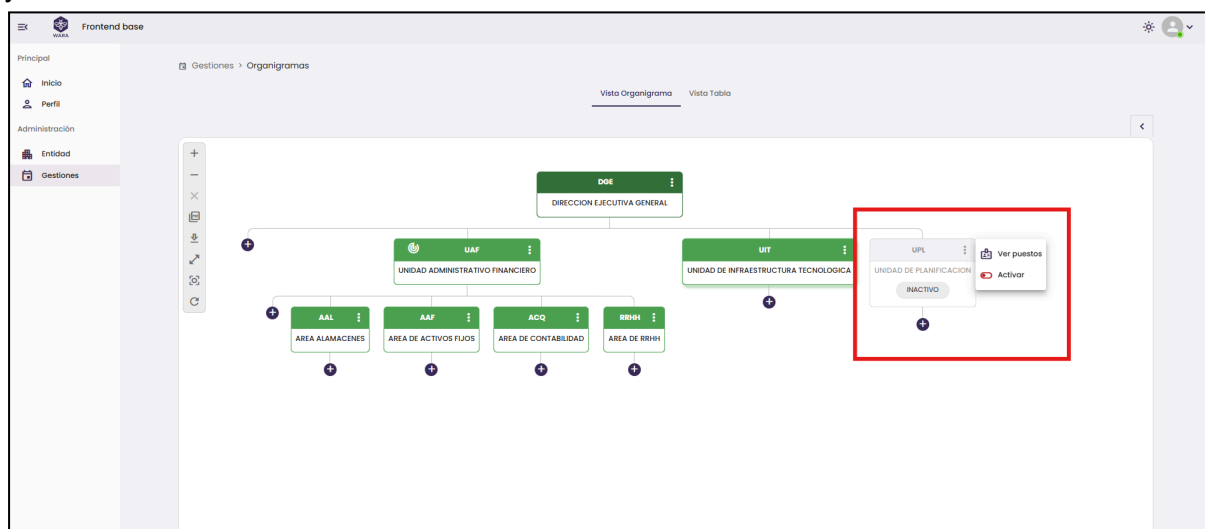 WARA
Frontend base
Principal
Inicio
Perfil
Administración
Entidad
Gestiones
Gestiones > Organigramas
Vista Organigrama Vista Tabla
DGE
DIRECCION EJECUTIVA GENERAL
UAF
UNIDAD ADMINISTRATIVO FINANCIERO
UIT
UNIDAD DE INFRAESTRUCTURA TECNOLOGICA
UPL
UNIDAD DE PLANIFICACION
INACTIVO
Ver puestos
Activar
AAL
AREA ALAMACENES
AAF
AREA DE ACTIVOS FIJOS
ACQ
AREA DE CONTABILIDAD
RRHH
AREA DE RRHH